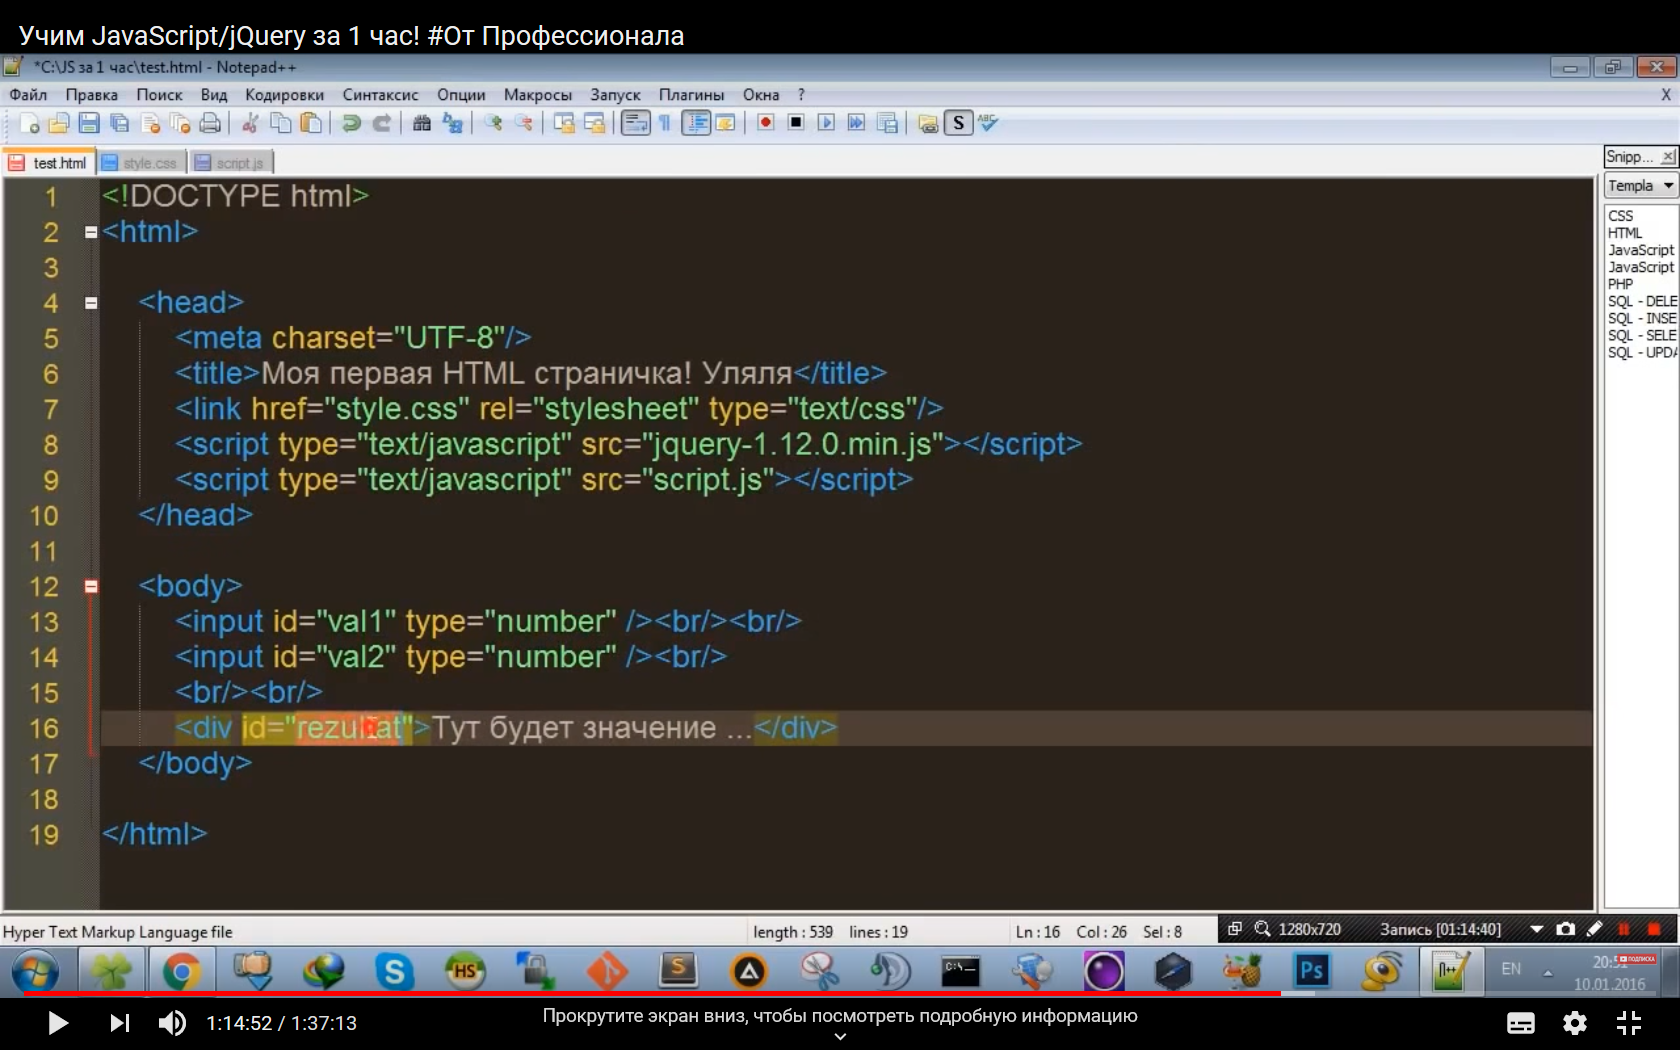 Учим JavaScript/jQuery за 1 час! #От Профессионала
*C:\JS за 1 час\test.html - Notepad++
Файл Правка Поиск Вид Кодировки Синтаксис Опции Макросы Запуск Плагины Окна ? X
test.html style.css script.js
Snipp...
Templa
CSS
HTML
JavaScript
JavaScript
PHP
SQL - DELE
SQL - INSE
SQL - SELE
SQL - UPDA
1 <!DOCTYPE html>
2 <html>
3
4 <head>
5 <meta charset="UTF-8"/>
6 <title>Моя первая HTML страничка! Уляля</title>
7 <link href="style.css" rel="stylesheet" type="text/css"/>
8 <script type="text/javascript" src="jquery-1.12.0.min.js"></script>
9 <script type="text/javascript" src="script.js"></script>
10 </head>
11
12 <body>
13 <input id="val1" type="number" /><br/><br/>
14 <input id="val2" type="number" /><br/>
15 <br/><br/>
16 <div id="rezultat">Тут будет значение ...</div>
17 </body>
18
19 </html>
Hyper Text Markup Language file length : 539 lines : 19 Ln : 16 Col : 26 Sel : 8 1280x720 Запись [01:14:40]
EN
ПОДПИСКА
10.01.2016
1:14:52 / 1:37:13
Прокрутите экран вниз, чтобы посмотреть подробную информацию